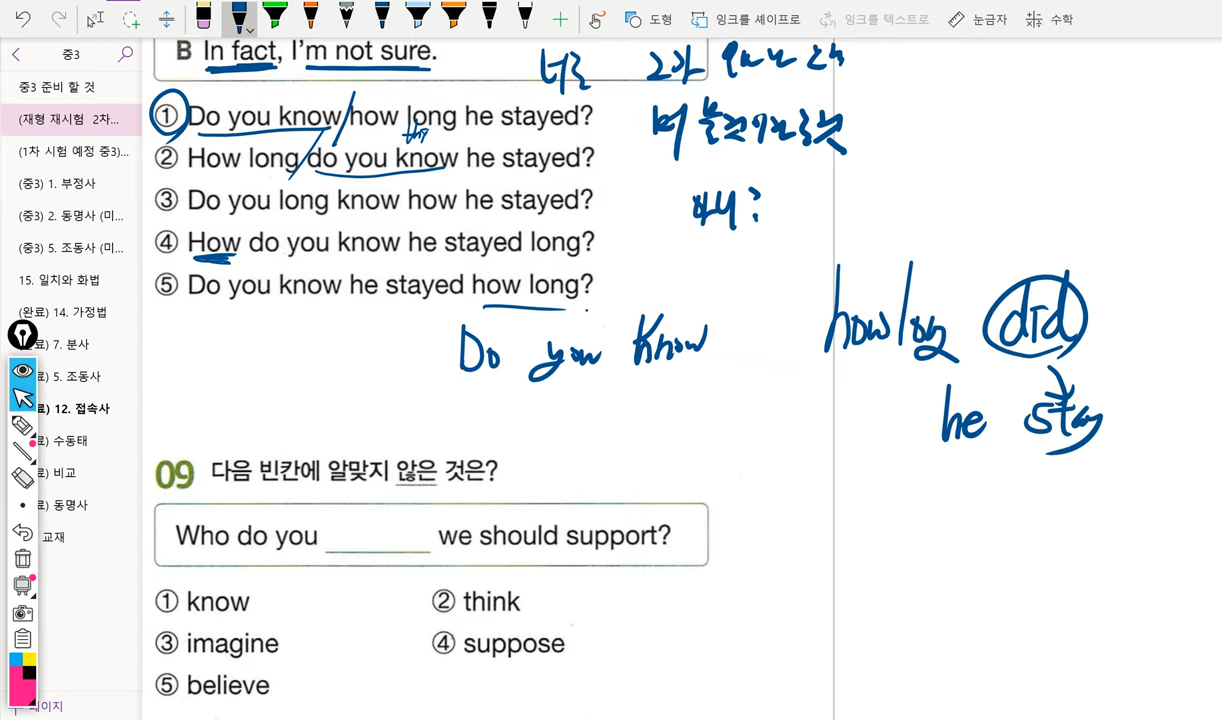 도형
잉크를 셰이프로
잉크를 텍스트로
눈금자
수학
중3
중3 준비 할 것
(재형 재시험 2차...
(1차 시험 예정 중3)...
(중3) 1. 부정사
(중3) 2. 동명사 (미...
(중3) 5. 조동사 (미...
15. 일치와 화법
(완료) 14. 가정법
료) 7. 분사
료) 5. 조동사
료) 12. 접속사
료) 수동태
료) 비교
료) 동명사
교재
페이지
B In fact, I'm not sure.
너는 그가
① Do you know how long he stayed?
② How long do you know he stayed?
③ Do you long know how he stayed?
④ How do you know he stayed long?
⑤ Do you know he stayed how long?
아니?
Do you know how long did
he stay
09 다음 빈칸에 알맞지 않은 것은?
Who do you ________ we should support?
① know ② think
③ imagine ④ suppose
⑤ believe